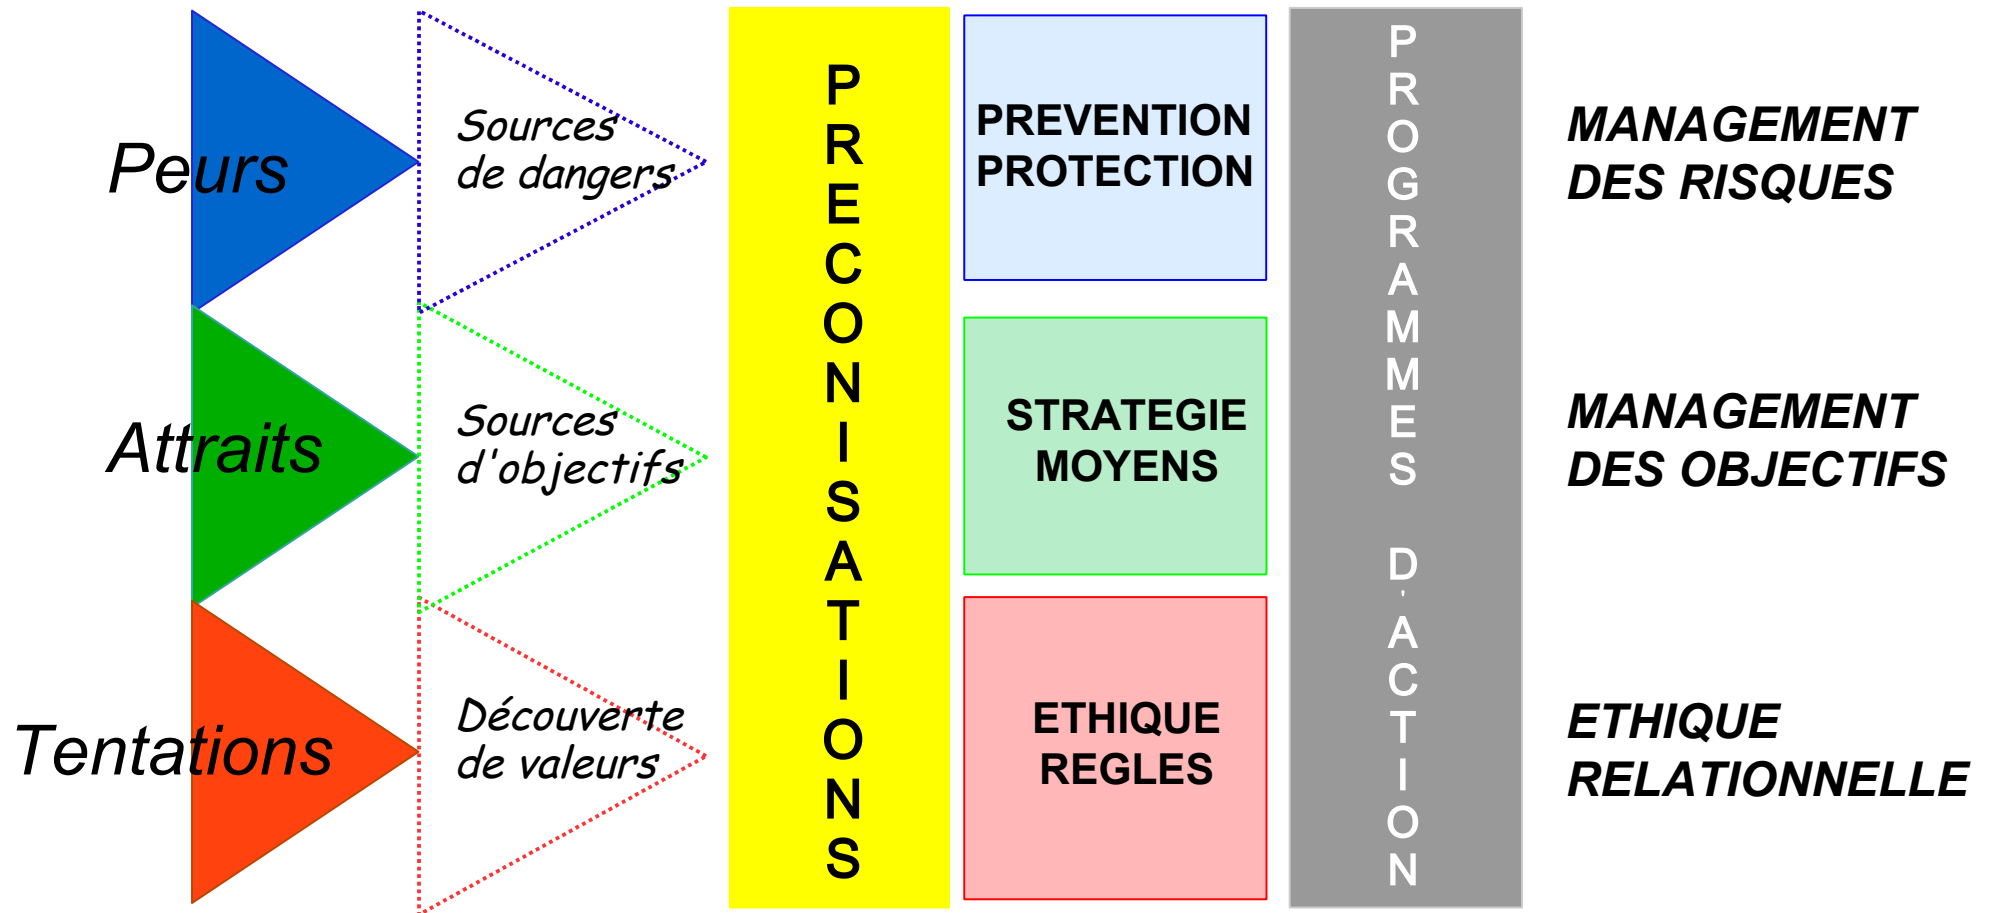 Peurs
Sources
de dangers
Attraits
Sources
d'objectifs
Tentations
Découverte
de valeurs
PRECONISATIONS
PREVENTION
PROTECTION
STRATEGIE
MOYENS
ETHIQUE
REGLES
PROGRAMMES D'ACTION
MANAGEMENT
DES RISQUES
MANAGEMENT
DES OBJECTIFS
ETHIQUE
RELATIONNELLE